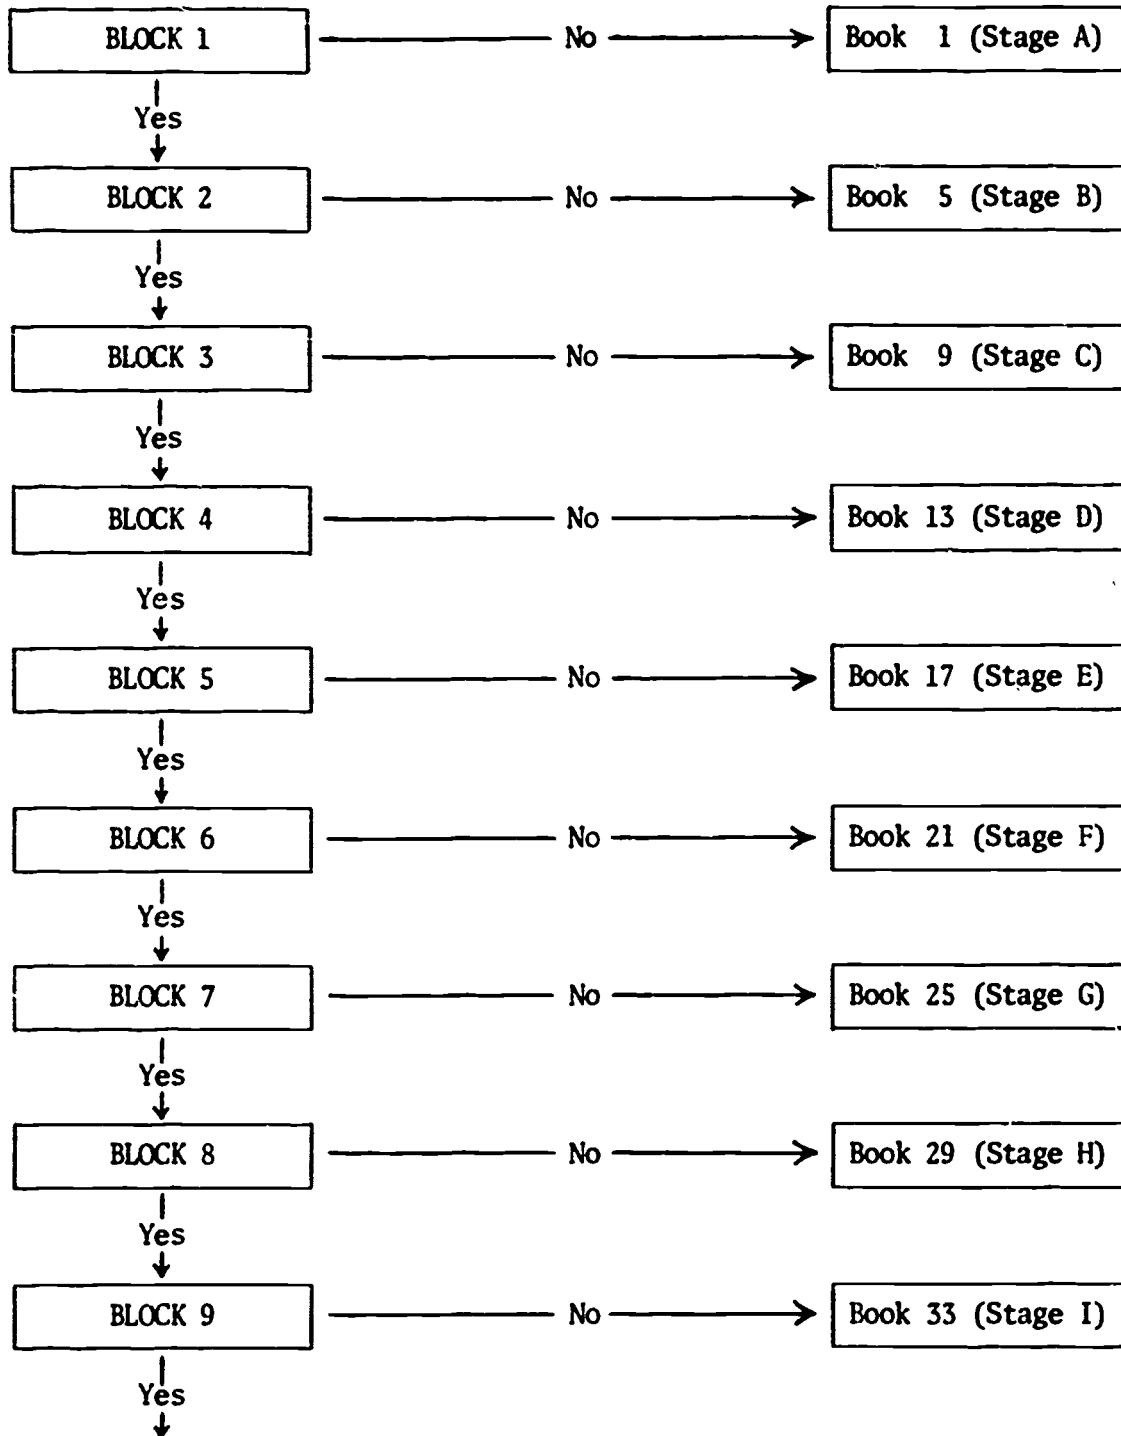 BLOCK 1 No Book 1 (Stage A)
Yes
BLOCK 2 No Book 5 (Stage B)
Yes
BLOCK 3 No Book 9 (Stage C)
Yes
BLOCK 4 No Book 13 (Stage D)
Yes
BLOCK 5 No Book 17 (Stage E)
Yes
BLOCK 6 No Book 21 (Stage F)
Yes
BLOCK 7 No Book 25 (Stage G)
Yes
BLOCK 8 No Book 29 (Stage H)
Yes
BLOCK 9 No Book 33 (Stage I)
Yes